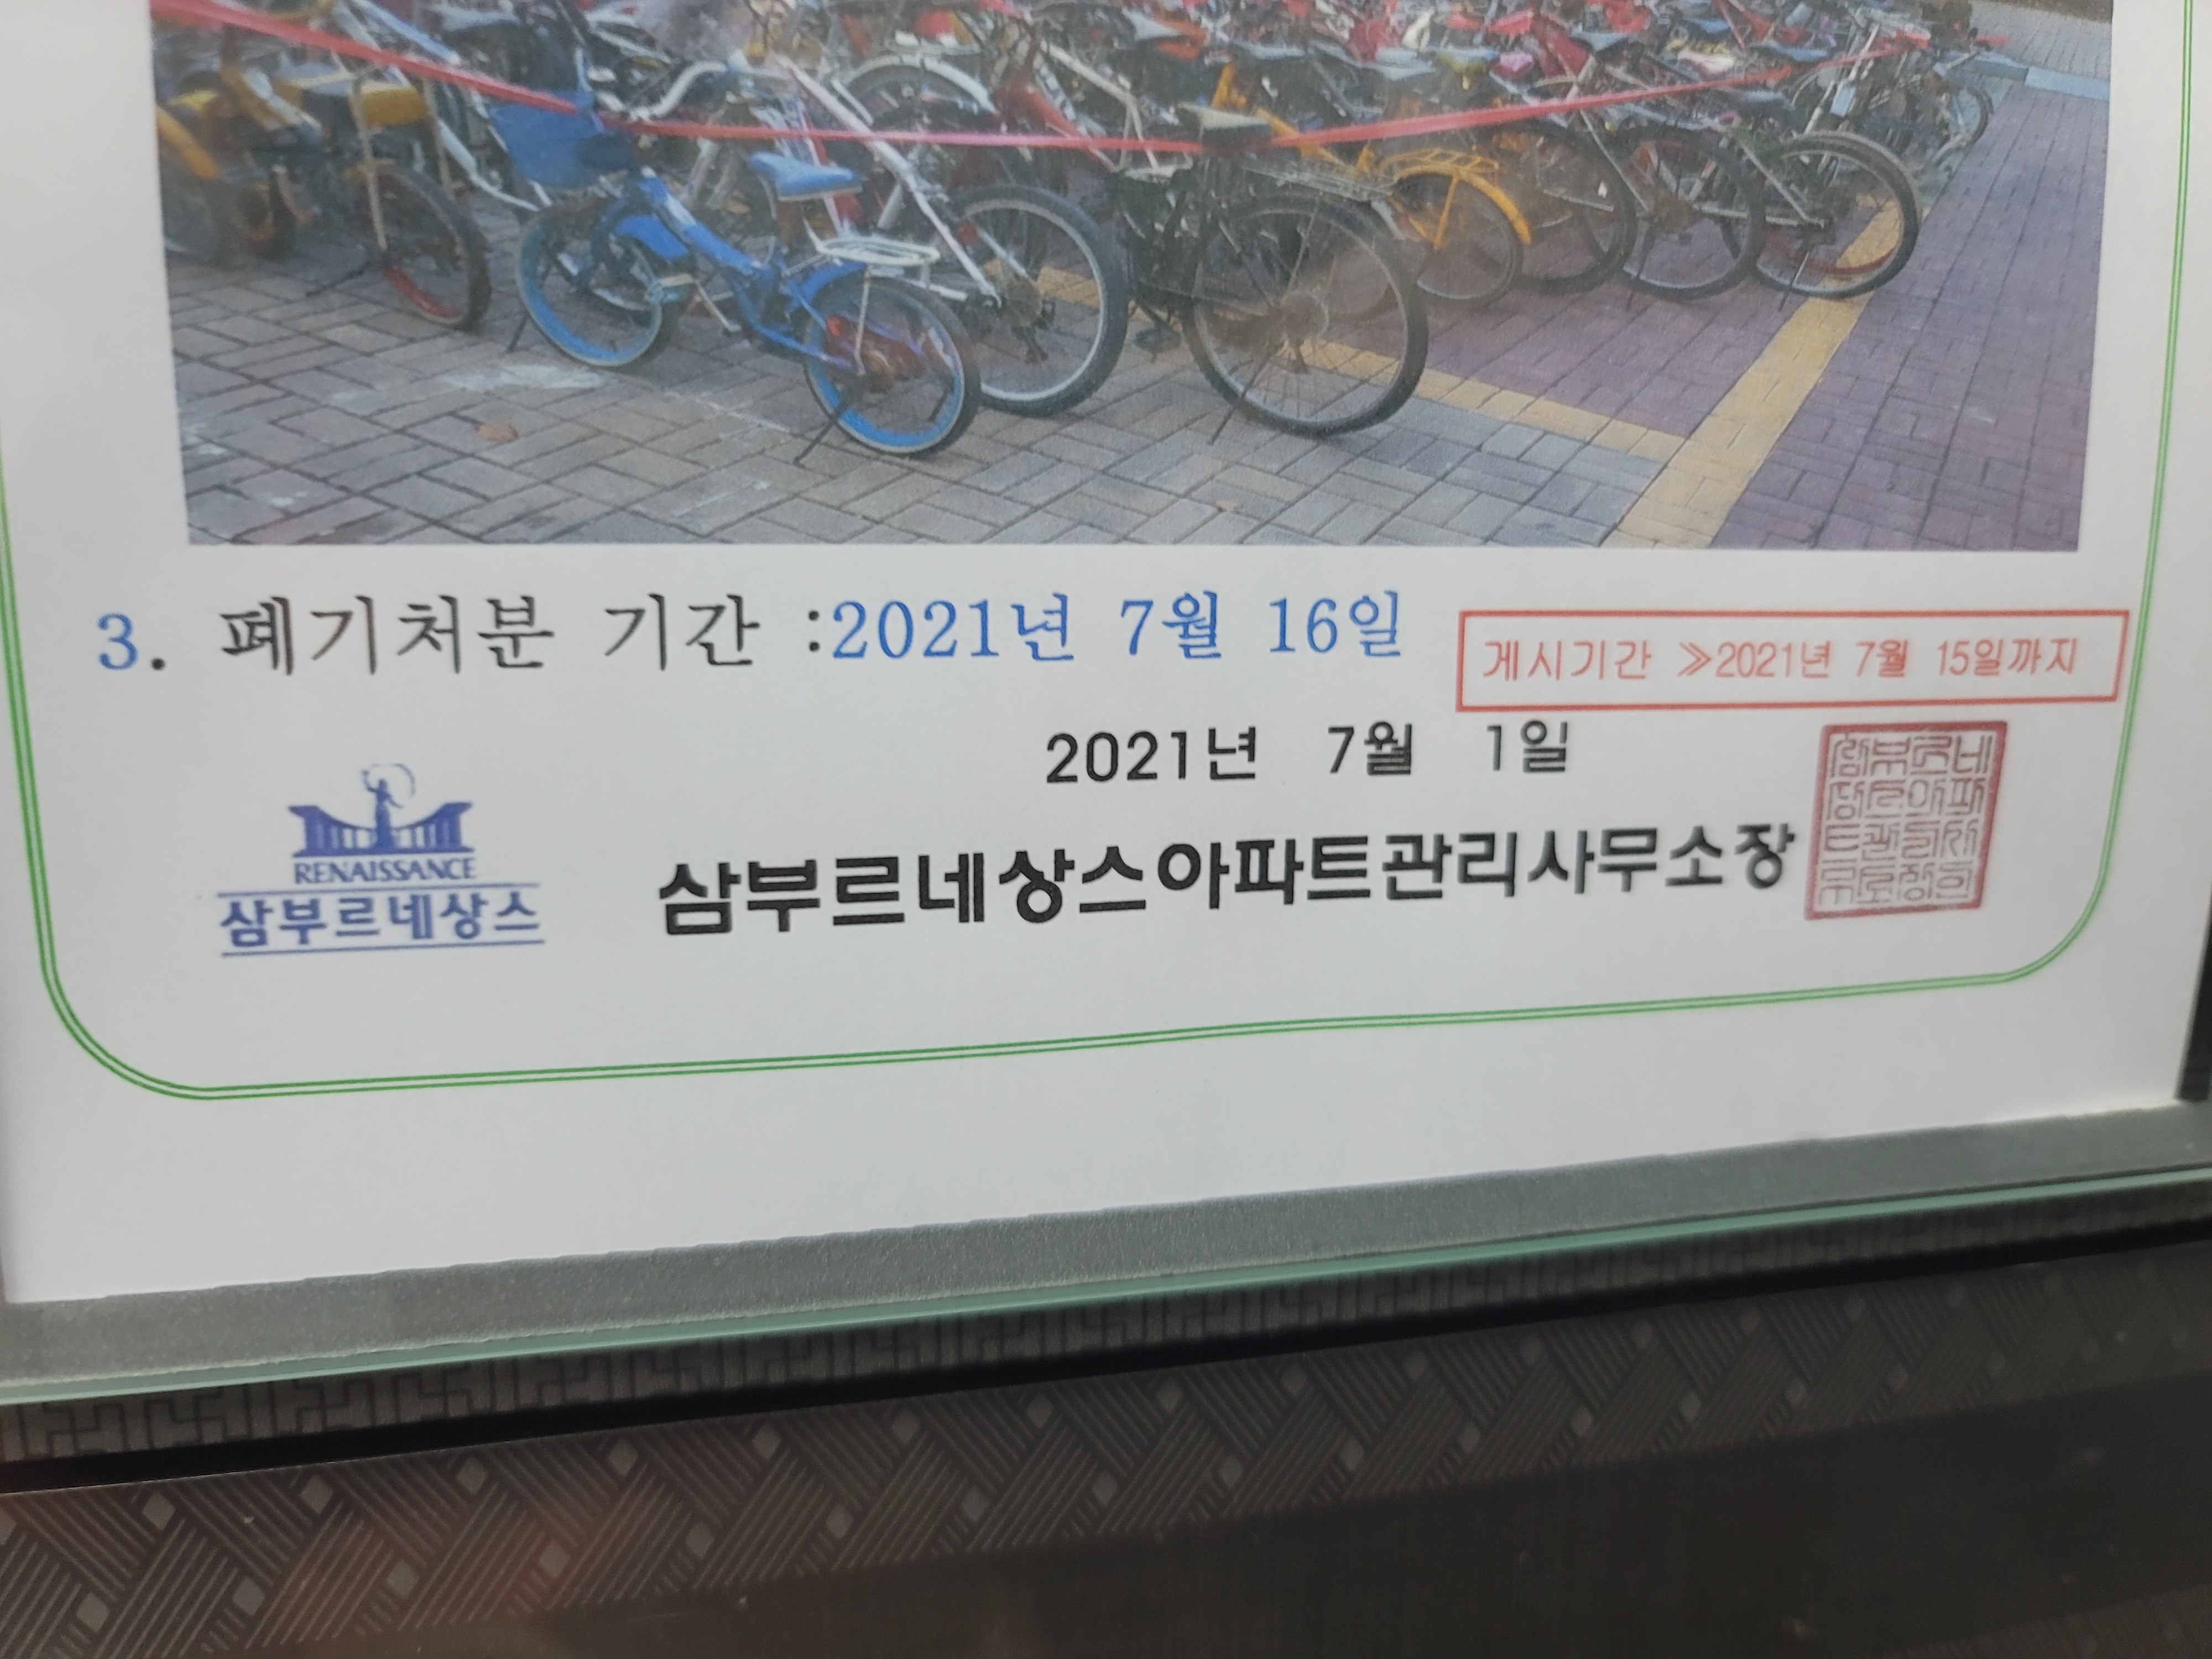 3. 폐기처분 기간 :2021년 7월 16일
게시기간 ≫2021년 7월 15일까지
2021년 7월 1일
RENAISSANCE
삼부르네상스
삼부르네상스아파트관리사무소장